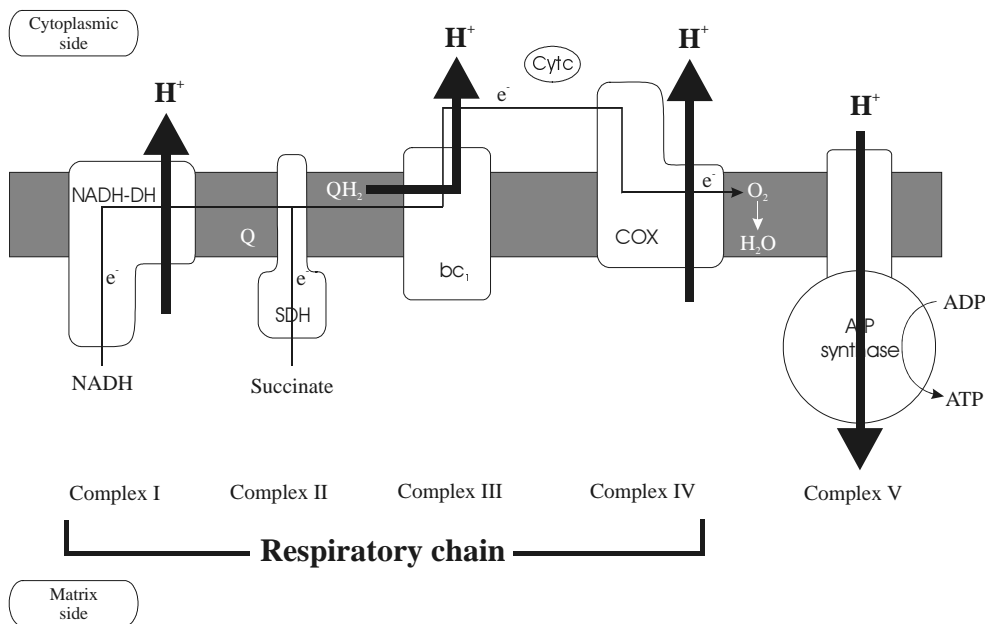 Cytoplasmic
side
H⁺
H⁺
H⁺
H⁺
Cytc
e⁻
NADH-DH
QH₂
e⁻
O₂
Q
COX
H₂O
bc₁
e⁻
e⁻
SDH
ADP
ATP
synthase
NADH
Succinate
ATP
Complex I
Complex II
Complex III
Complex IV
Complex V
Respiratory chain
Matrix
side